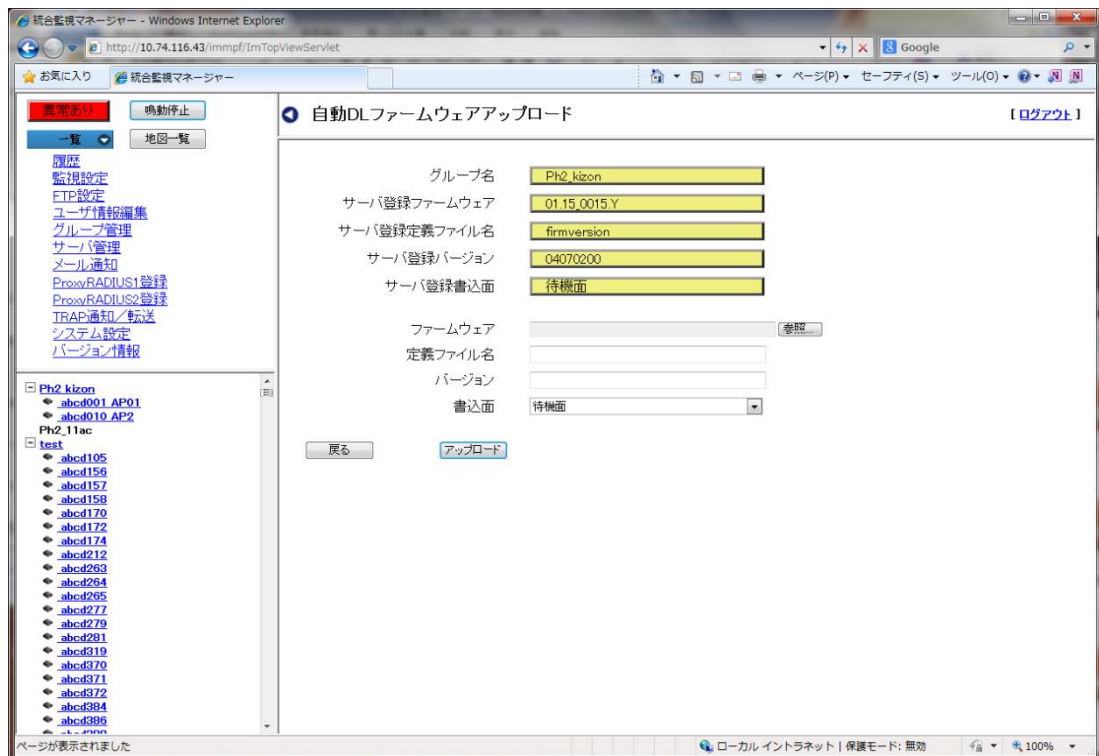 統合監視マネージャー - Windows Internet Explorer
http://10.74.116.43/immpf/ImTopViewServlet
Google
お気に入り
統合監視マネージャー
ページ(P)
セーフティ(S)
ツール(O)
異常あり
鳴動停止
一覧
地図一覧
履歴
監視設定
FTP設定
ユーザ情報編集
グループ管理
サーバ管理
メール通知
ProxyRADIUS1登録
ProxyRADIUS2登録
TRAP通知／転送
システム設定
バージョン情報
Ph2 kizon
abcd001 AP01
abcd010 AP2
Ph2_11ac
test
abcd105
abcd156
abcd157
abcd158
abcd170
abcd172
abcd174
abcd212
abcd263
abcd264
abcd265
abcd277
abcd279
abcd281
abcd319
abcd370
abcd371
abcd372
abcd384
abcd386
自動DLファームウェアアップロード
[ログアウト]
グループ名 Ph2_kizon
サーバ登録ファームウェア 01.15_0015.Y
サーバ登録定義ファイル名 firmversion
サーバ登録バージョン 04070200
サーバ登録書込面 待機面
ファームウェア 参照...
定義ファイル名
バージョン
書込面 待機面
戻る アップロード
ページが表示されました
ローカル イントラネット | 保護モード: 無効
100%